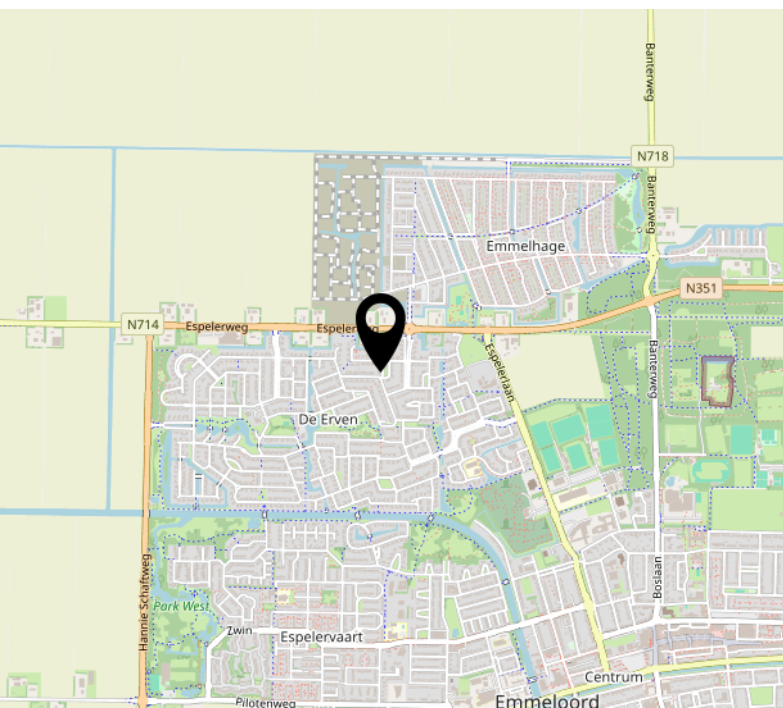 Banterweg
N718
Banterweg
Emmelhage
N351
N714
Espelerweg
Espelerweg
Espelerlaan
Banterweg
De Erven
Hannie Schaftweg
Boslaan
Park West
Zwin
Espelervaart
Centrum
Pilotenweg
Emmeloord